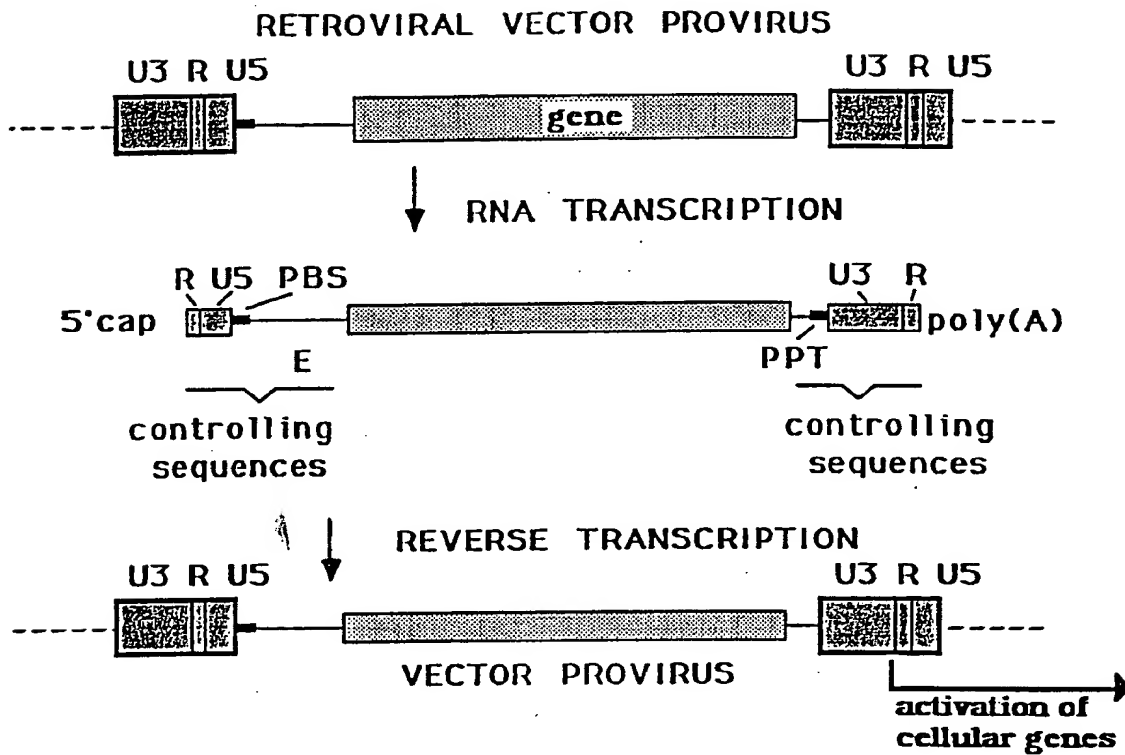 RETROVIRAL VECTOR PROVIRUS
U3 R U5
U3 R U5
gene
RNA TRANSCRIPTION
R U5 PBS
U3 R
5'cap
poly(A)
E
PPT
controlling
sequences
controlling
sequences
REVERSE TRANSCRIPTION
U3 R U5
U3 R U5
VECTOR PROVIRUS
activation of
cellular genes